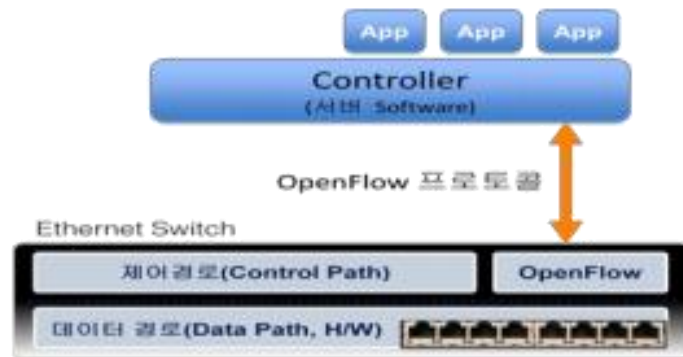 App App App
Controller
(서버 Software)
OpenFlow 프로토콜
Ethernet Switch
제어경로(Control Path) OpenFlow
데이터 경로(Data Path, H/W)